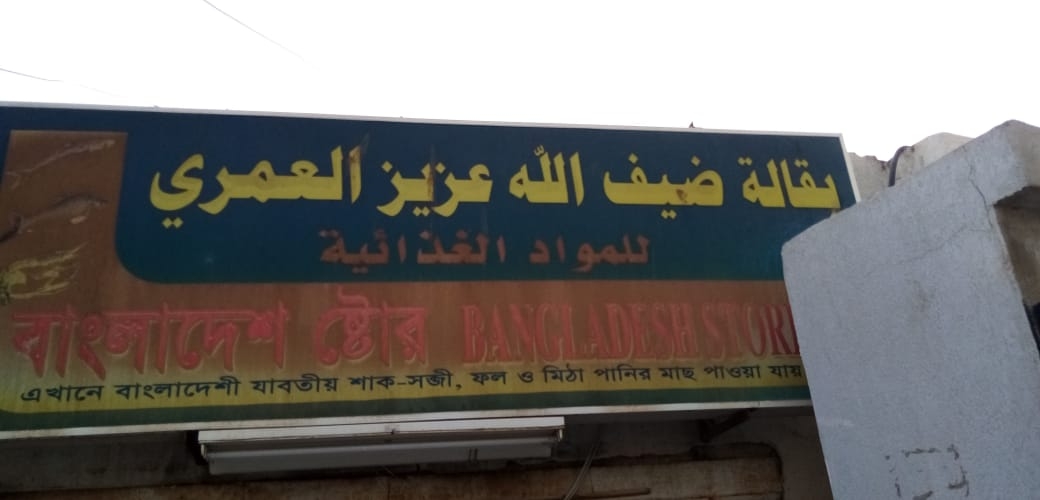 بقالة ضيف الله عزيز العمري
للمواد الغذائية
বাংলাদেশ ষ্টোর BANGLADESH STORE
এখানে বাংলাদেশী যাবতীয় শাক-সব্জী, ফল ও মিঠা পানির মাছ পাওয়া যায়